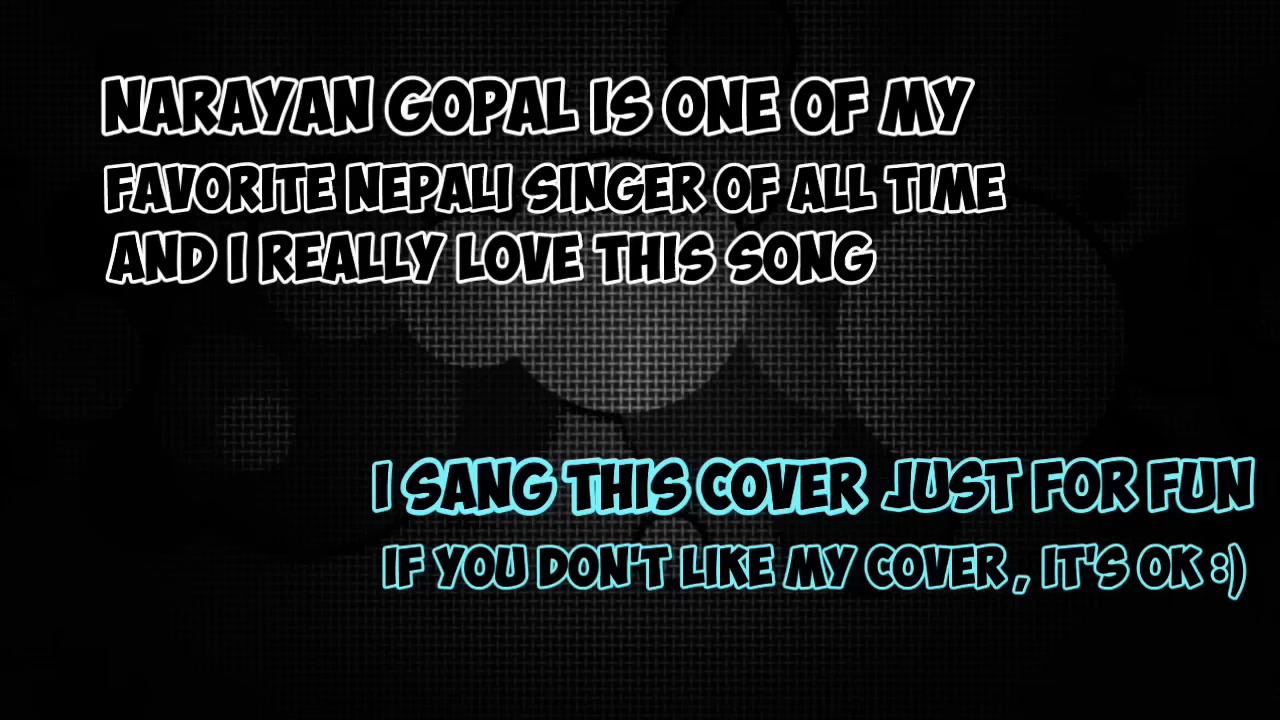 NARAYAN GOPAL IS ONE OF MY
FAVORITE NEPALI SINGER OF ALL TIME
AND I REALLY LOVE THIS SONG
I SANG THIS COVER JUST FOR FUN
IF YOU DON'T LIKE MY COVER , IT'S OK :)